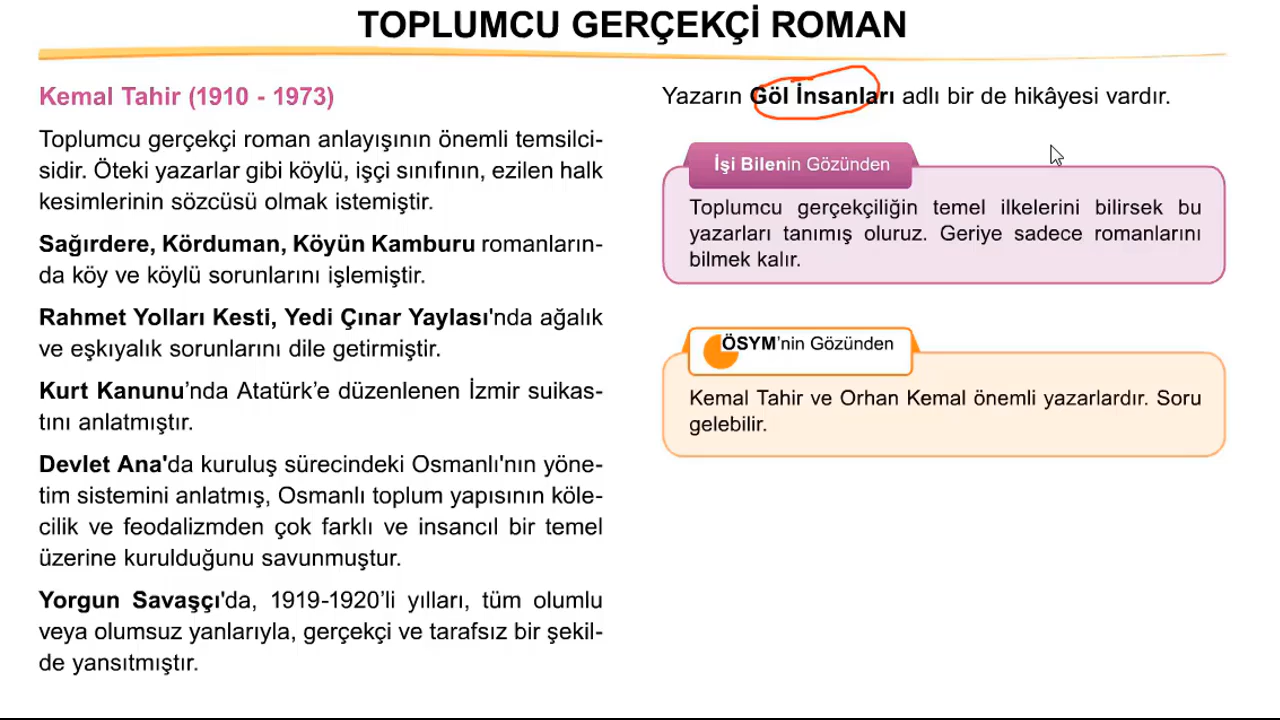 TOPLUMCU GERÇEKÇİ ROMAN
Kemal Tahir (1910 - 1973)
Toplumcu gerçekçi roman anlayışının önemli temsilci-
sidir. Öteki yazarlar gibi köylü, işçi sınıfının, ezilen halk
kesimlerinin sözcüsü olmak istemiştir.
Sağırdere, Körduman, Köyün Kamburu romanların-
da köy ve köylü sorunlarını işlemiştir.
Rahmet Yolları Kesti, Yedi Çınar Yaylası'nda ağalık
ve eşkıyalık sorunlarını dile getirmiştir.
Kurt Kanunu’nda Atatürk’e düzenlenen İzmir suikas-
tını anlatmıştır.
Devlet Ana'da kuruluş sürecindeki Osmanlı'nın yöne-
tim sistemini anlatmış, Osmanlı toplum yapısının köle-
cilik ve feodalizmden çok farklı ve insancıl bir temel
üzerine kurulduğunu savunmuştur.
Yorgun Savaşçı'da, 1919-1920’li yılları, tüm olumlu
veya olumsuz yanlarıyla, gerçekçi ve tarafsız bir şekil-
de yansıtmıştır.
Yazarın Göl İnsanları adlı bir de hikâyesi vardır.
İşi Bilenin Gözünden
Toplumcu gerçekçiliğin temel ilkelerini bilirsek bu
yazarları tanımış oluruz. Geriye sadece romanlarını
bilmek kalır.
ÖSYM’nin Gözünden
Kemal Tahir ve Orhan Kemal önemli yazarlardır. Soru
gelebilir.